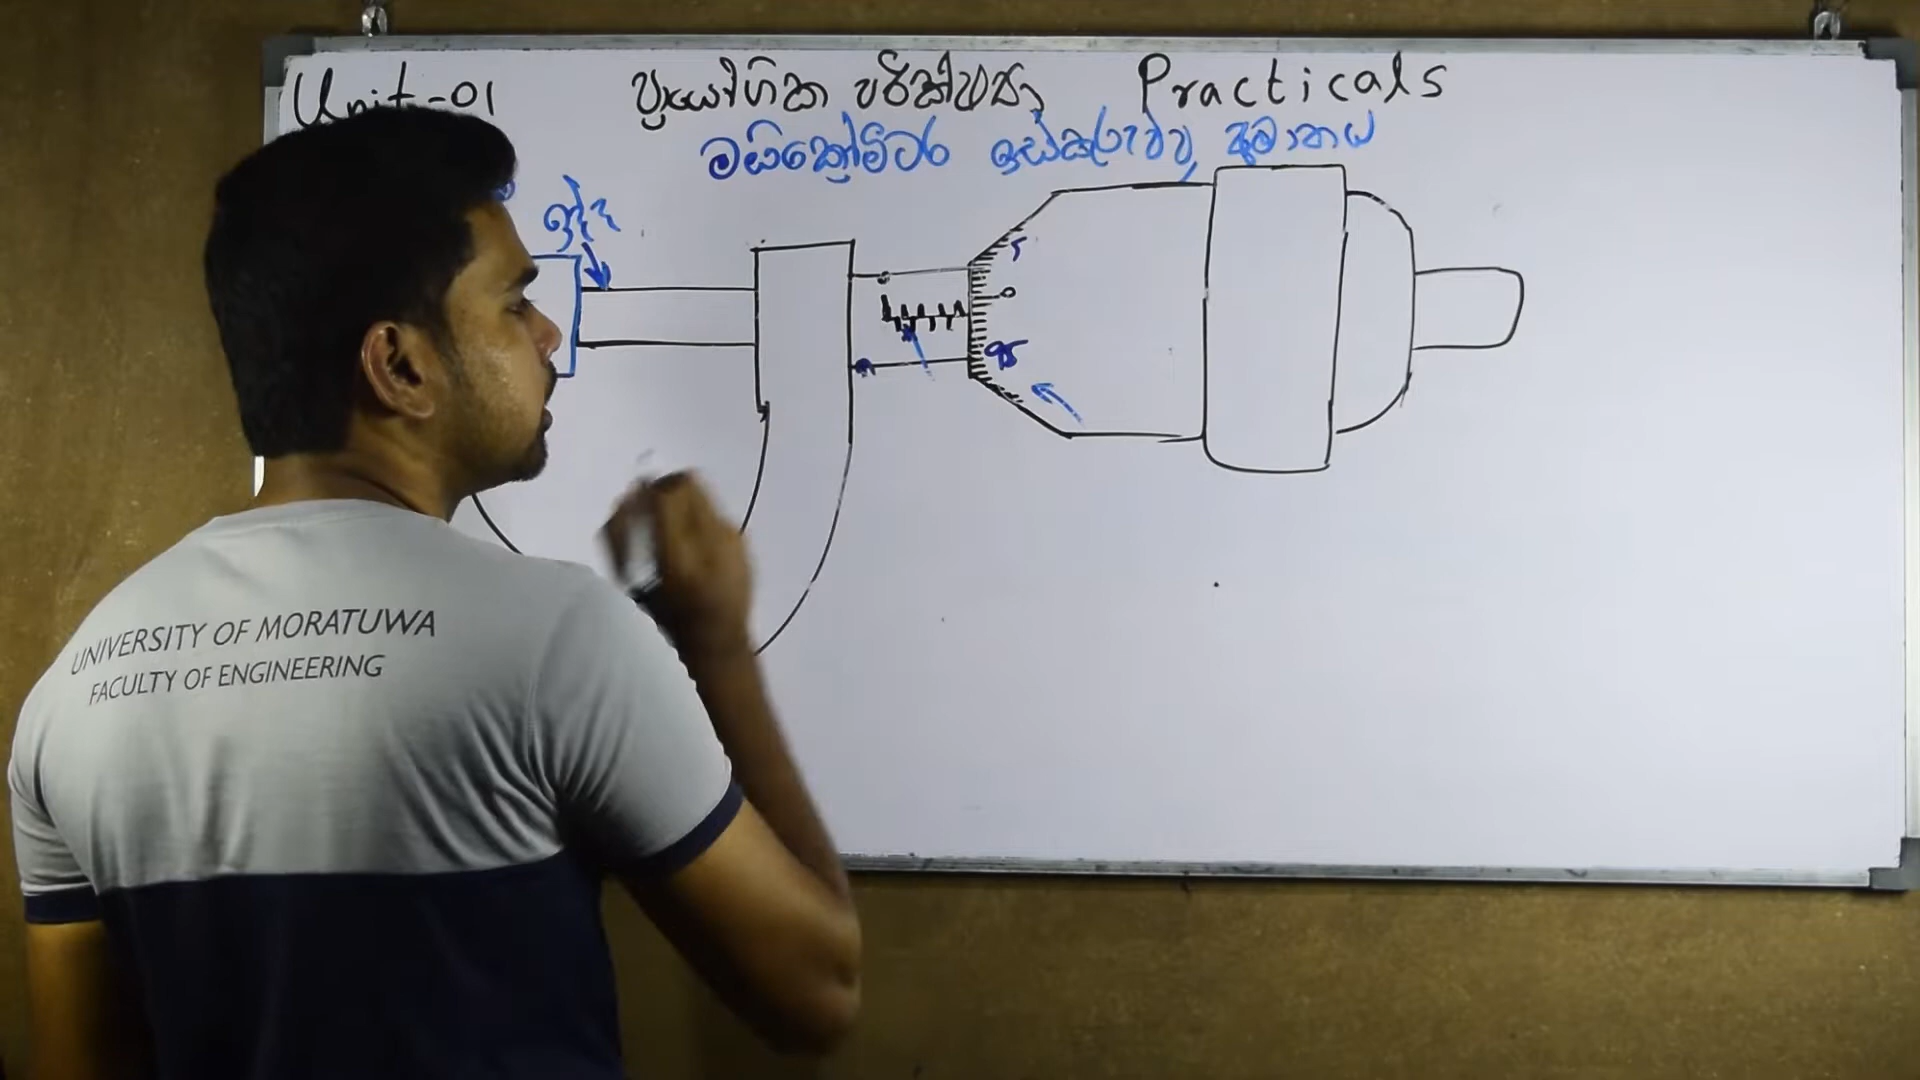 Unit-01 ප්‍රායෝගික පරීක්ෂණ Practicals
මයික්‍රෝමීටර ඉස්කුරුප්පු ආමානය
ඉද්ද
5
0
95
UNIVERSITY OF MORATUWA
FACULTY OF ENGINEERING